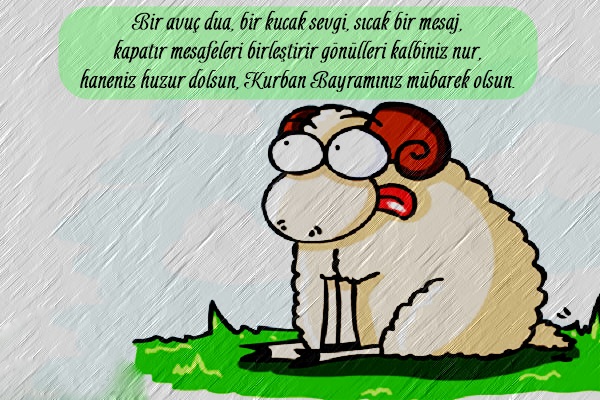 Bir avuç dua, bir kucak sevgi, sıcak bir mesaj,
kapatır mesafeleri birleştirir gönülleri kalbiniz nur,
haneniz huzur dolsun, Kurban Bayramınız mübarek olsun.